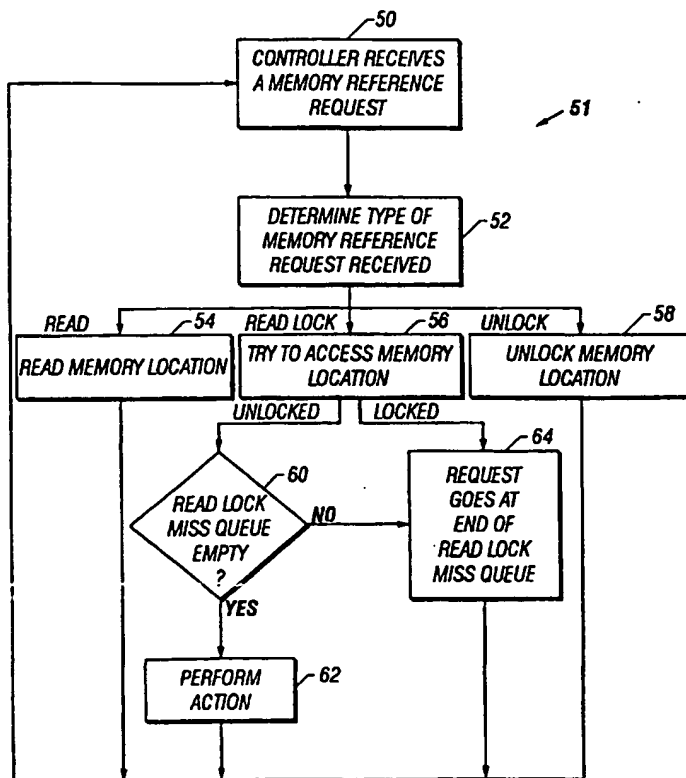 50
CONTROLLER RECEIVES
A MEMORY REFERENCE
REQUEST
51
52
DETERMINE TYPE OF
MEMORY REFERENCE
REQUEST RECEIVED
READ
54
READ LOCK
56
UNLOCK
58
READ MEMORY LOCATION
TRY TO ACCESS MEMORY
LOCATION
UNLOCK MEMORY
LOCATION
UNLOCKED
LOCKED
60
READ LOCK
MISS QUEUE
EMPTY
?
NO
YES
64
REQUEST
GOES AT
END OF
READ LOCK
MISS QUEUE
62
PERFORM
ACTION